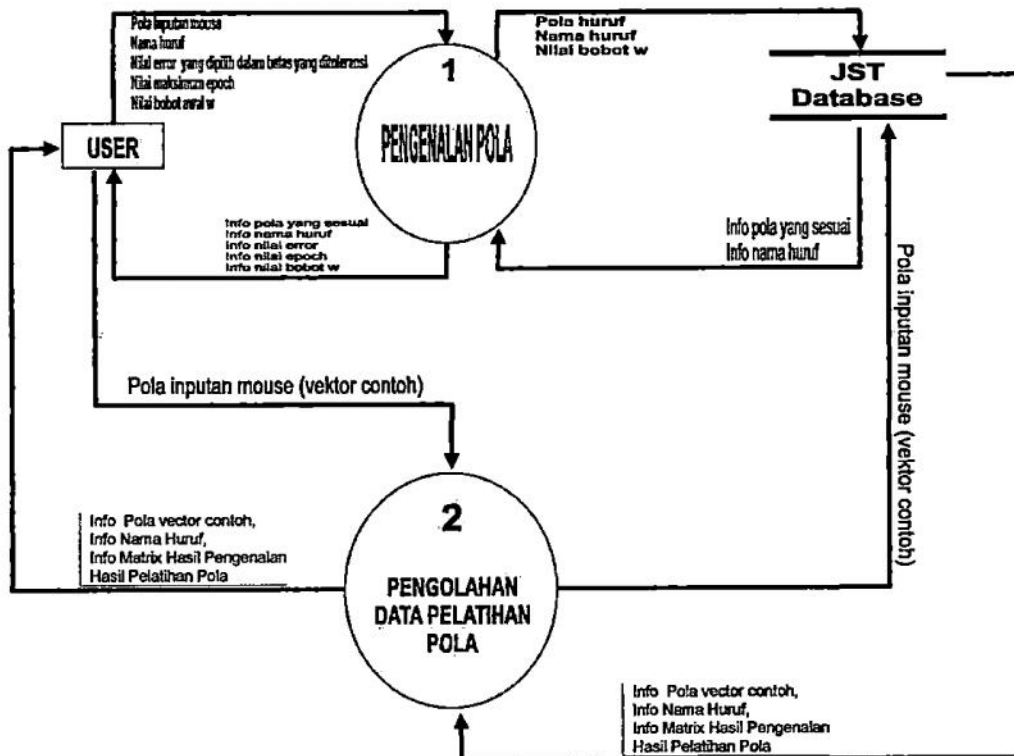 Pola inputan mouse
Nama huruf
Nilai error yang dipilih dalam batas yang ditoleransi
Nilai maksimum epoch
Nilai bobot awal w
Pola huruf
Nama huruf
Nilai bobot w
1
PENGENALAN POLA
JST
Database
USER
Info pola yang sesuai
Info nama huruf
Info nilai error
Info nilai epoch
Info nilai bobot w
Info pola yang sesuai
Info nama huruf
Pola inputan mouse (vektor contoh)
Pola inputan mouse (vektor contoh)
2
PENGOLAHAN
DATA PELATIHAN
POLA
Info Pola vector contoh,
Info Nama Huruf,
Info Matrix Hasil Pengenalan
Hasil Pelatihan Pola
Info Pola vector contoh,
Info Nama Huruf,
Info Matrix Hasil Pengenalan
Hasil Pelatihan Pola